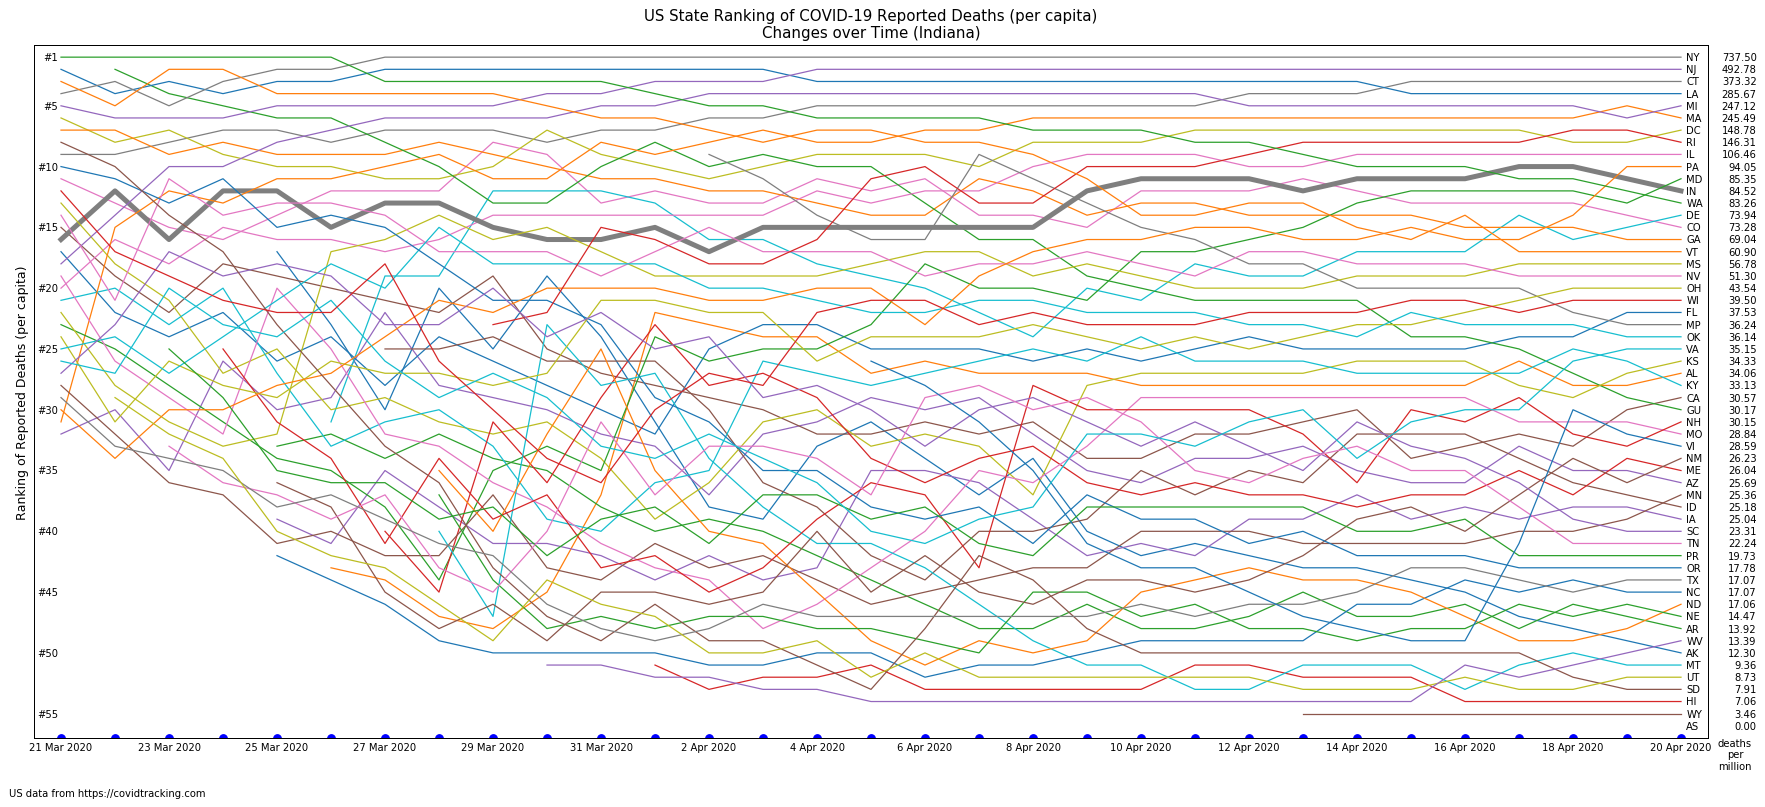 US State Ranking of COVID-19 Reported Deaths (per capita)
Changes over Time (Indiana)
Ranking of Reported Deaths (per capita)
#1
#5
#10
#15
#20
#25
#30
#35
#40
#45
#50
#55
NY 737.50
NJ 492.78
CT 373.32
LA 285.67
MI 247.12
MA 245.49
DC 148.78
RI 146.31
IL 106.46
PA 94.05
MD 85.35
IN 84.52
WA 83.26
DE 73.94
CO 73.28
GA 69.04
VT 60.90
MS 56.78
NV 51.30
OH 43.54
WI 39.50
FL 37.53
MP 36.24
OK 36.14
VA 35.15
KS 34.33
AL 34.06
KY 33.13
CA 30.57
GU 30.17
NH 30.15
MO 28.84
VI 28.59
NM 26.23
ME 26.04
AZ 25.69
MN 25.36
ID 25.18
IA 25.04
SC 23.31
TN 22.24
PR 19.73
OR 17.78
TX 17.07
NC 17.07
ND 17.06
NE 14.47
AR 13.92
WV 13.39
AK 12.30
MT 9.36
UT 8.73
SD 7.91
HI 7.06
WY 3.46
AS 0.00
21 Mar 2020 23 Mar 2020 25 Mar 2020 27 Mar 2020 29 Mar 2020 31 Mar 2020 2 Apr 2020 4 Apr 2020 6 Apr 2020 8 Apr 2020 10 Apr 2020 12 Apr 2020 14 Apr 2020 16 Apr 2020 18 Apr 2020 20 Apr 2020
deaths
per
million
US data from https://covidtracking.com